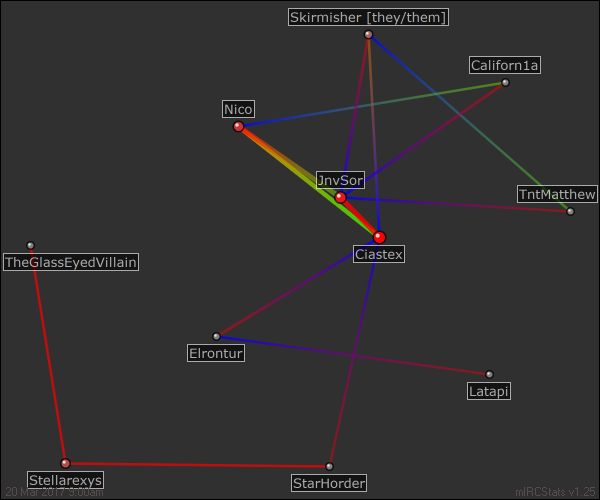 Skirmisher [they/them]
Californ1a
Nico
JnvSor
TntMatthew
Ciastex
TheGlassEyedVillain
Elrontur
Latapi
Stellarexys
StarHorder
20 Mar 2017 3:00am
mIRCStats v1.25